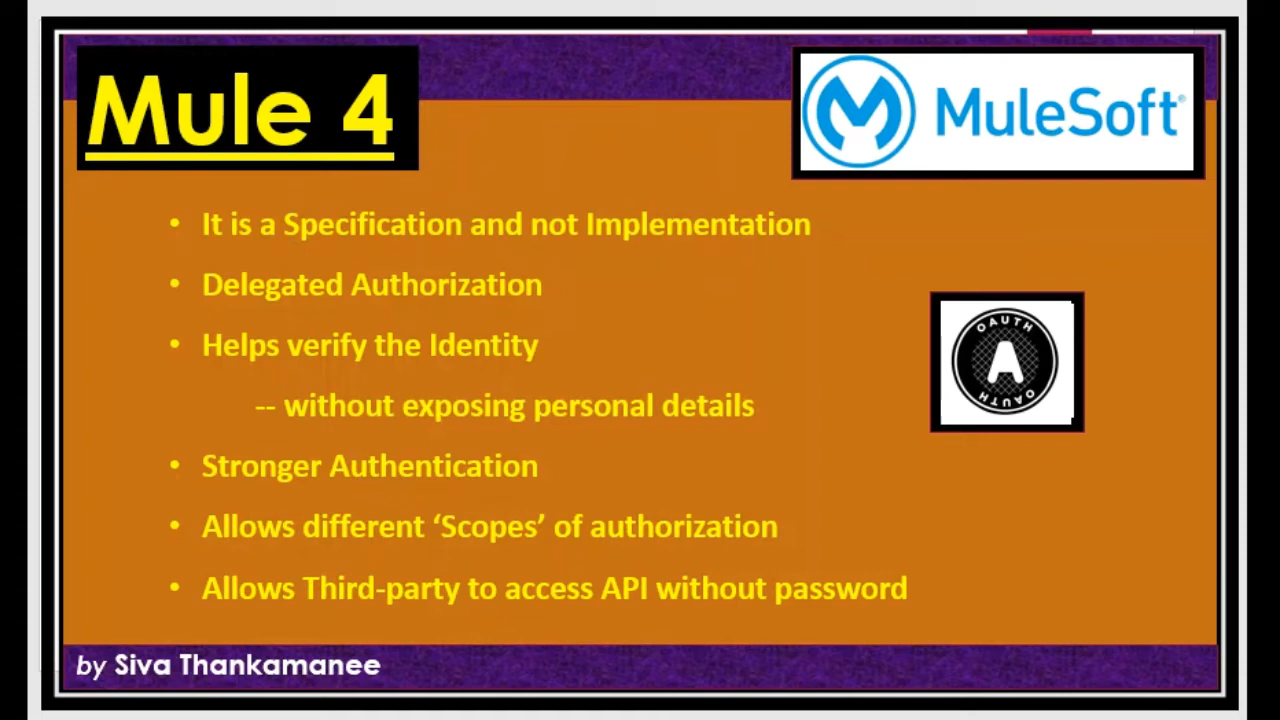 Mule 4
MuleSoft®
• It is a Specification and not Implementation
• Delegated Authorization
• Helps verify the Identity
-- without exposing personal details
OAUTH
A
OAUTH
• Stronger Authentication
• Allows different ‘Scopes’ of authorization
• Allows Third-party to access API without password
by Siva Thankamanee